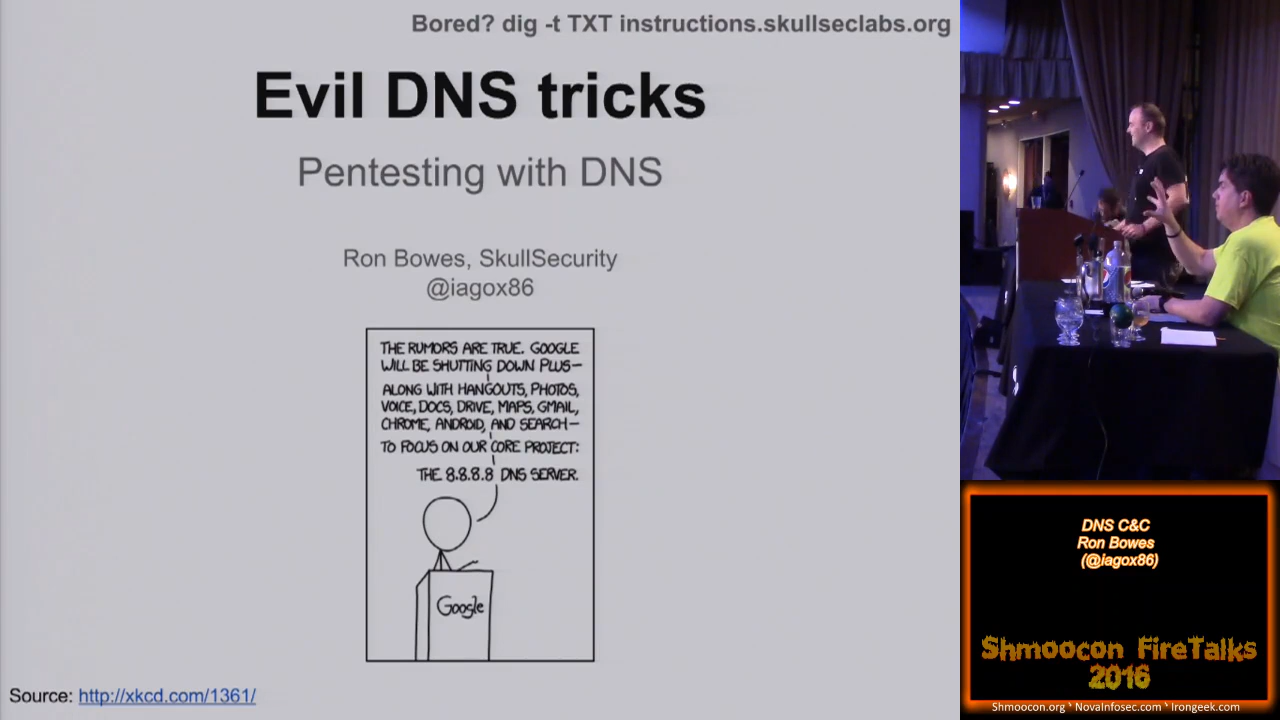 Bored? dig -t TXT instructions.skullseclabs.org
Evil DNS tricks
Pentesting with DNS
Ron Bowes, SkullSecurity
@iagox86
THE RUMORS ARE TRUE. GOOGLE
WILL BE SHUTTING DOWN PLUS—
ALONG WITH HANGOUTS, PHOTOS,
VOICE, DOCS, DRIVE, MAPS, GMAIL,
CHROME, ANDROID, AND SEARCH—
TO FOCUS ON OUR CORE PROJECT:
THE 8.8.8.8 DNS SERVER.
Google
Source: http://xkcd.com/1361/
DNS C&C
Ron Bowes
(@iagox86)
Shmoocon FireTalks
2016
Shmoocon.org ` NovaInfosec.com ` Irongeek.com